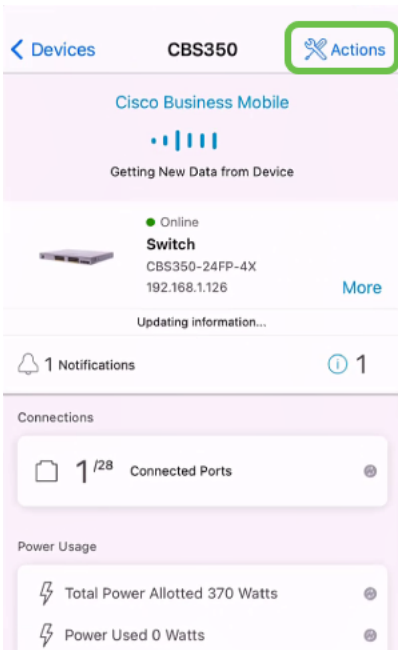 Devices CBS350 Actions
Cisco Business Mobile
Getting New Data from Device
Online
Switch
CBS350-24FP-4X
192.168.1.126 More
Updating information...
1 Notifications 1
Connections
1/28 Connected Ports
Power Usage
Total Power Allotted 370 Watts
Power Used 0 Watts